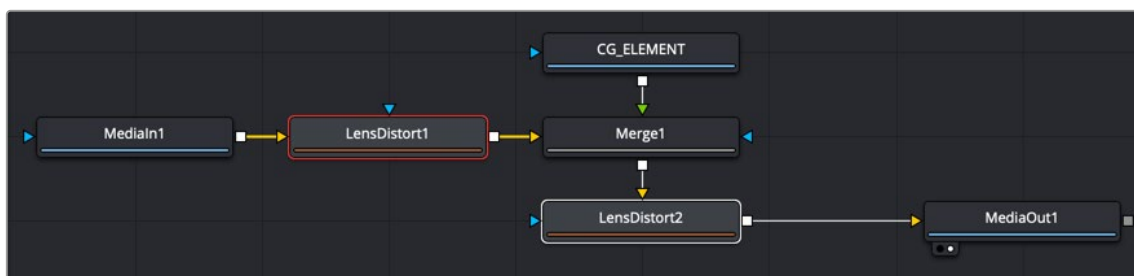 CG_ELEMENT
MediaIn1
LensDistort1
Merge1
LensDistort2
MediaOut1